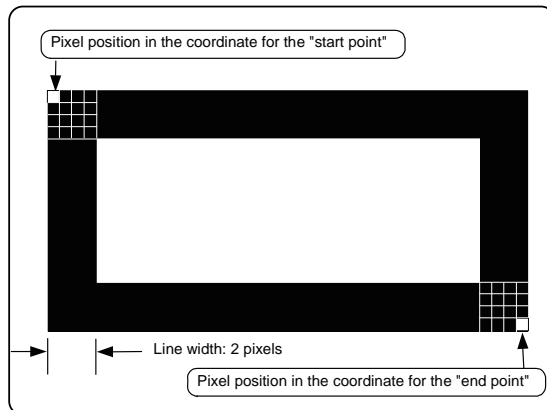 Pixel position in the coordinate for the "start point"
Line width: 2 pixels
Pixel position in the coordinate for the "end point"